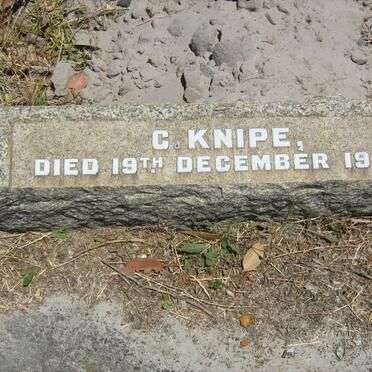 C. KNIPE,
DIED 19TH DECEMBER 19